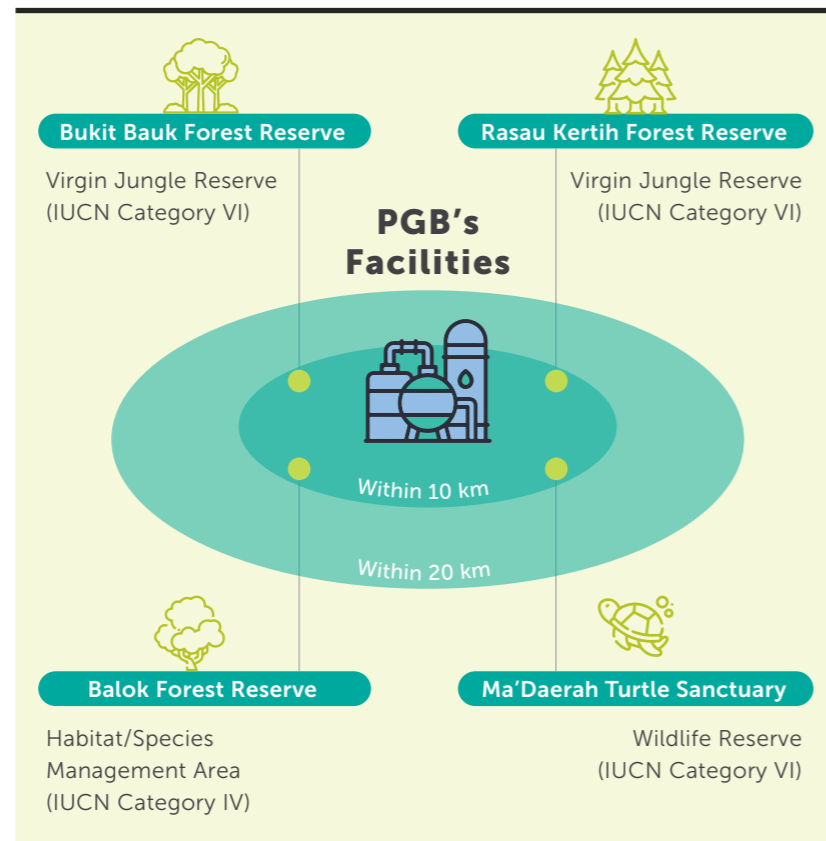 Bukit Bauk Forest Reserve
Virgin Jungle Reserve
(IUCN Category VI)
Rasau Kertih Forest Reserve
Virgin Jungle Reserve
(IUCN Category VI)
PGB’s
Facilities
Within 10 km
Within 20 km
Balok Forest Reserve
Habitat/Species
Management Area
(IUCN Category IV)
Ma’Daerah Turtle Sanctuary
Wildlife Reserve
(IUCN Category VI)